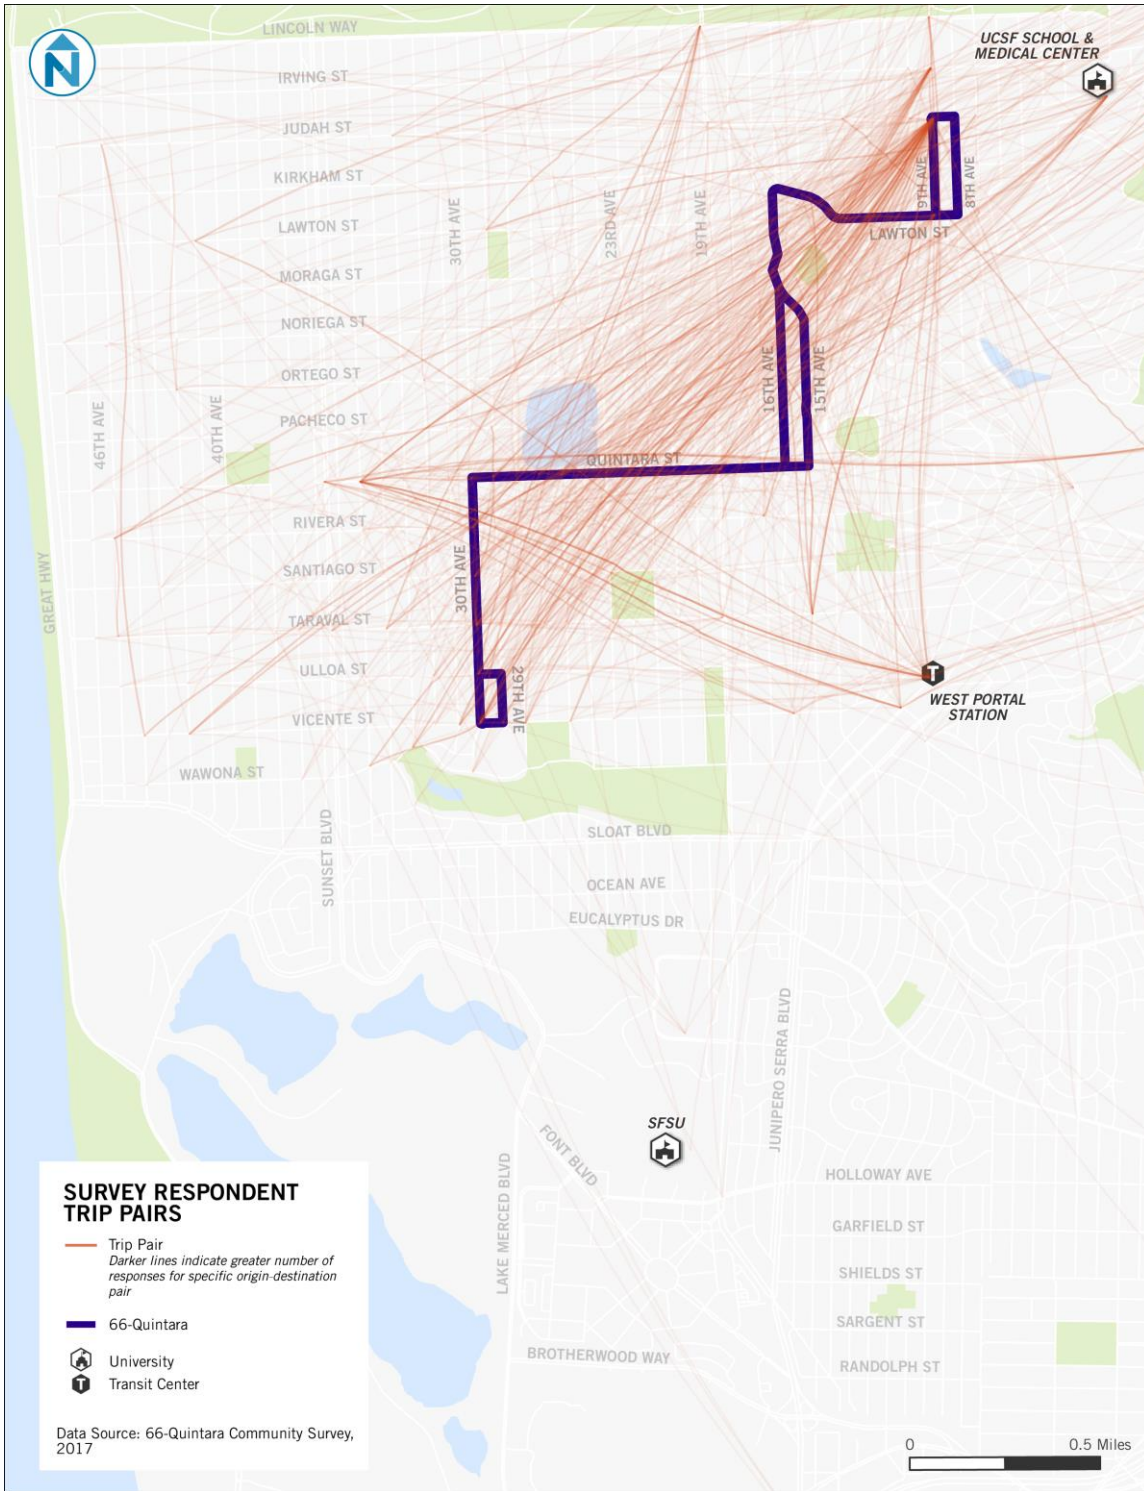 N
LINCOLN WAY
UCSF SCHOOL &
MEDICAL CENTER
IRVING ST
JUDAH ST
KIRKHAM ST
9TH AVE
8TH AVE
LAWTON ST
30TH AVE
23RD AVE
19TH AVE
LAWTON ST
MORAGA ST
NORIEGA ST
ORTEGO ST
16TH AVE
15TH AVE
PACHECO ST
46TH AVE
40TH AVE
QUINTARA ST
RIVERA ST
SANTIAGO ST
30TH AVE
GREAT HWY
TARAVAL ST
ULLOA ST
29TH AVE
T
WEST PORTAL
STATION
VICENTE ST
WAWONA ST
SUNSET BLVD
SLOAT BLVD
OCEAN AVE
EUCALYPTUS DR
JUNIPERO SERRA BLVD
SFSU
FONT BLVD
LAKE MERCED BLVD
HOLLOWAY AVE
GARFIELD ST
SHIELDS ST
SARGENT ST
BROTHERWOOD WAY
RANDOLPH ST
SURVEY RESPONDENT
TRIP PAIRS
Trip Pair
Darker lines indicate greater number of
responses for specific origin-destination
pair
66-Quintara
University
T Transit Center
Data Source: 66-Quintara Community Survey,
2017
0 0.5 Miles